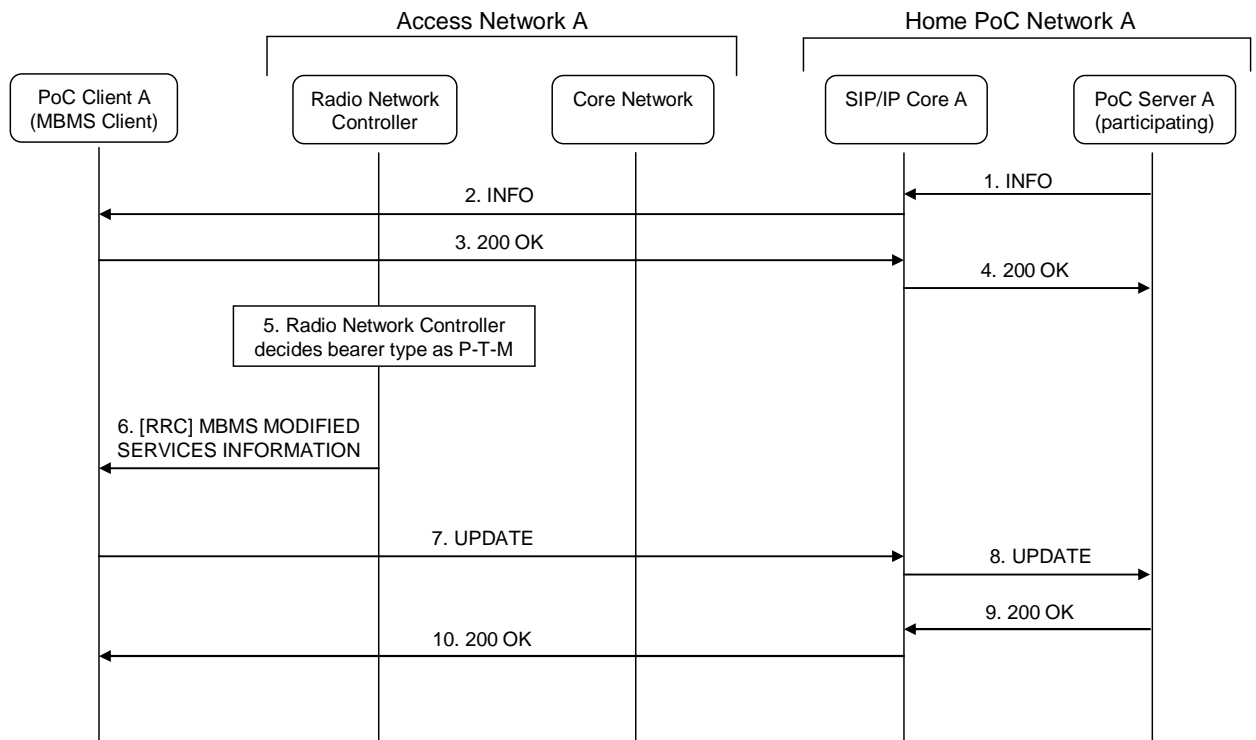 Access Network A
Home PoC Network A
PoC Client A
(MBMS Client)
Radio Network
Controller
Core Network
SIP/IP Core A
PoC Server A
(participating)
1. INFO
2. INFO
3. 200 OK
4. 200 OK
5. Radio Network Controller
decides bearer type as P-T-M
6. [RRC] MBMS MODIFIED
SERVICES INFORMATION
7. UPDATE
8. UPDATE
9. 200 OK
10. 200 OK